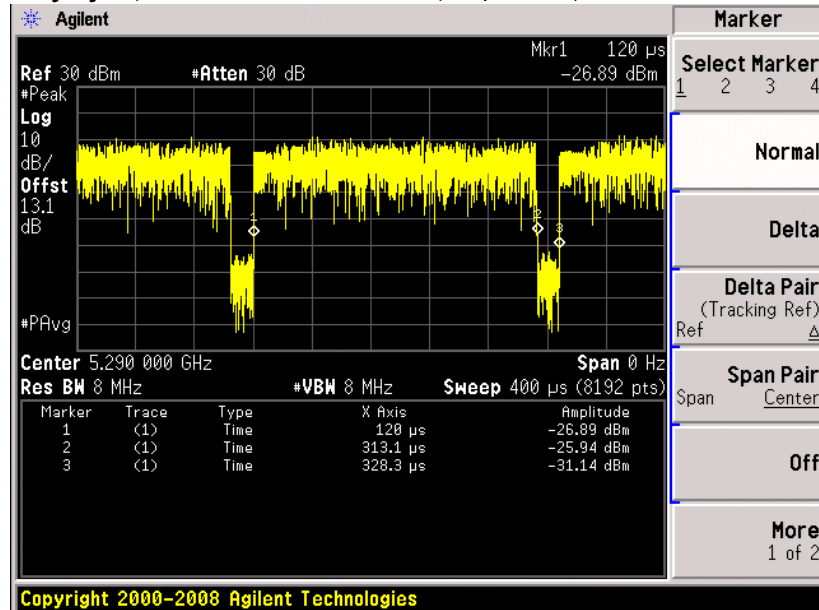 Agilent
Marker
Mkr1 120 µs
Ref 30 dBm #Atten 30 dB -26.89 dBm
#Peak
Log
10
dB/
Offst
13.1
dB
1
2
3
#PAvg
Center 5.290 000 GHz Span 0 Hz
Res BW 8 MHz #VBW 8 MHz Sweep 400 µs (8192 pts)
Marker Trace Type X Axis Amplitude
1 (1) Time 120 µs -26.89 dBm
2 (1) Time 313.1 µs -25.94 dBm
3 (1) Time 328.3 µs -31.14 dBm
Select Marker
1 2 3 4
Normal
Delta
Delta Pair
(Tracking Ref)
Ref Δ
Span Pair
Span Center
Off
More
1 of 2
Copyright 2000-2008 Agilent Technologies